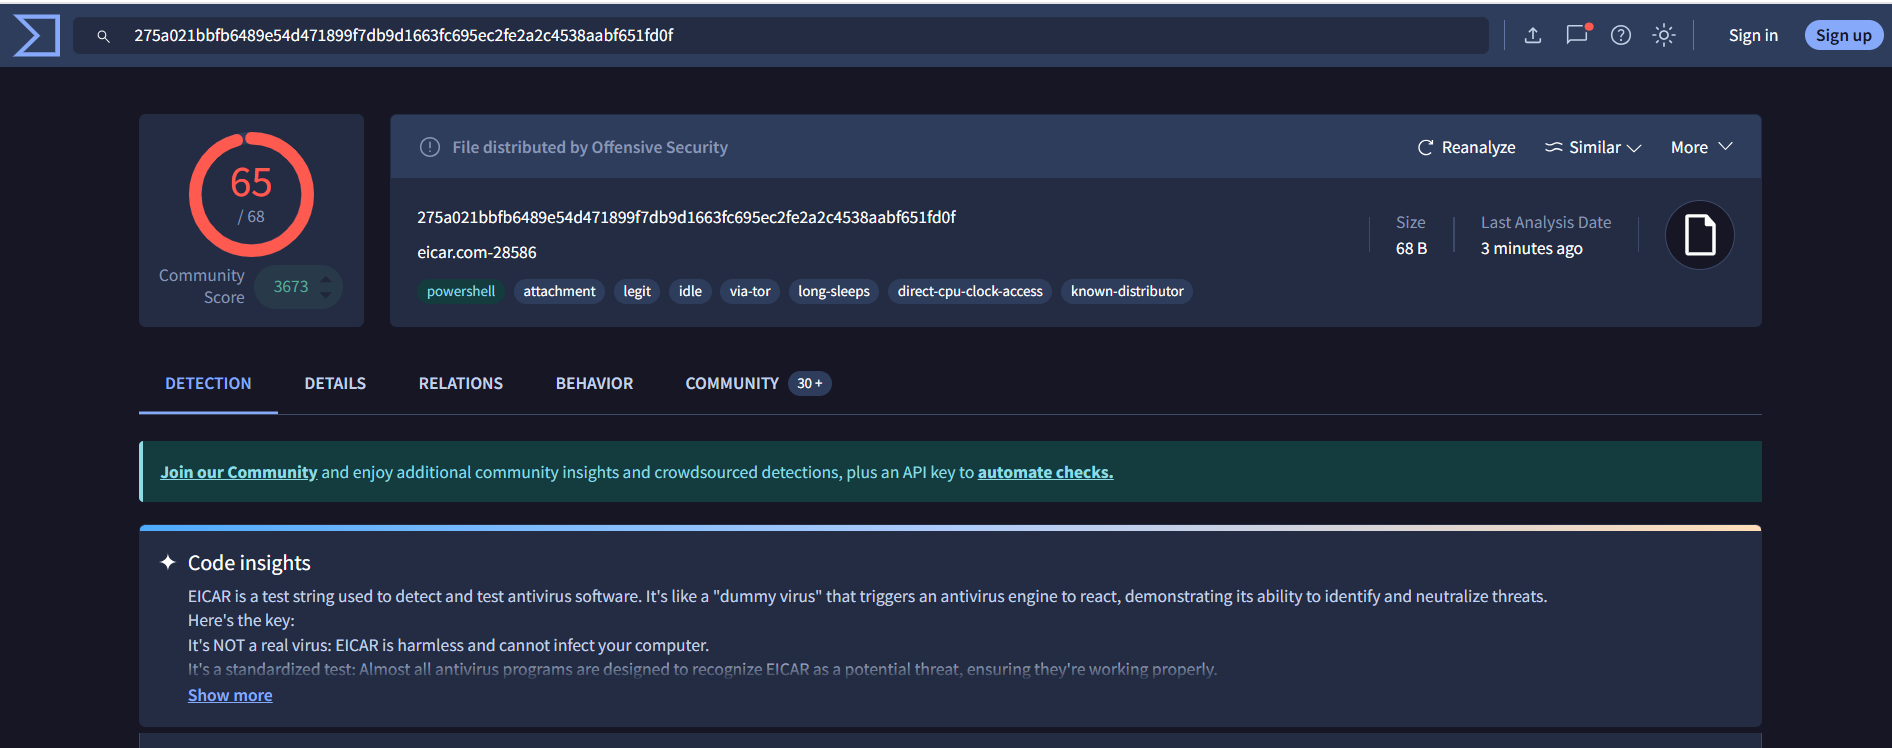 275a021bbfb6489e54d471899f7db9d1663fc695ec2fe2a2c4538aabf651fd0f
Sign in
Sign up
65
/ 68
Community
Score
3673
File distributed by Offensive Security
Reanalyze
Similar
More
275a021bbfb6489e54d471899f7db9d1663fc695ec2fe2a2c4538aabf651fd0f
eicar.com-28586
powershell attachment legit idle via-tor long-sleeps direct-cpu-clock-access known-distributor
Size
68 B
Last Analysis Date
3 minutes ago
DETECTION DETAILS RELATIONS BEHAVIOR COMMUNITY 30 +
Join our Community and enjoy additional community insights and crowdsourced detections, plus an API key to automate checks.
Code insights
EICAR is a test string used to detect and test antivirus software. It's like a "dummy virus" that triggers an antivirus engine to react, demonstrating its ability to identify and neutralize threats.
Here's the key:
It's NOT a real virus: EICAR is harmless and cannot infect your computer.
It's a standardized test: Almost all antivirus programs are designed to recognize EICAR as a potential threat, ensuring they're working properly.
Show more